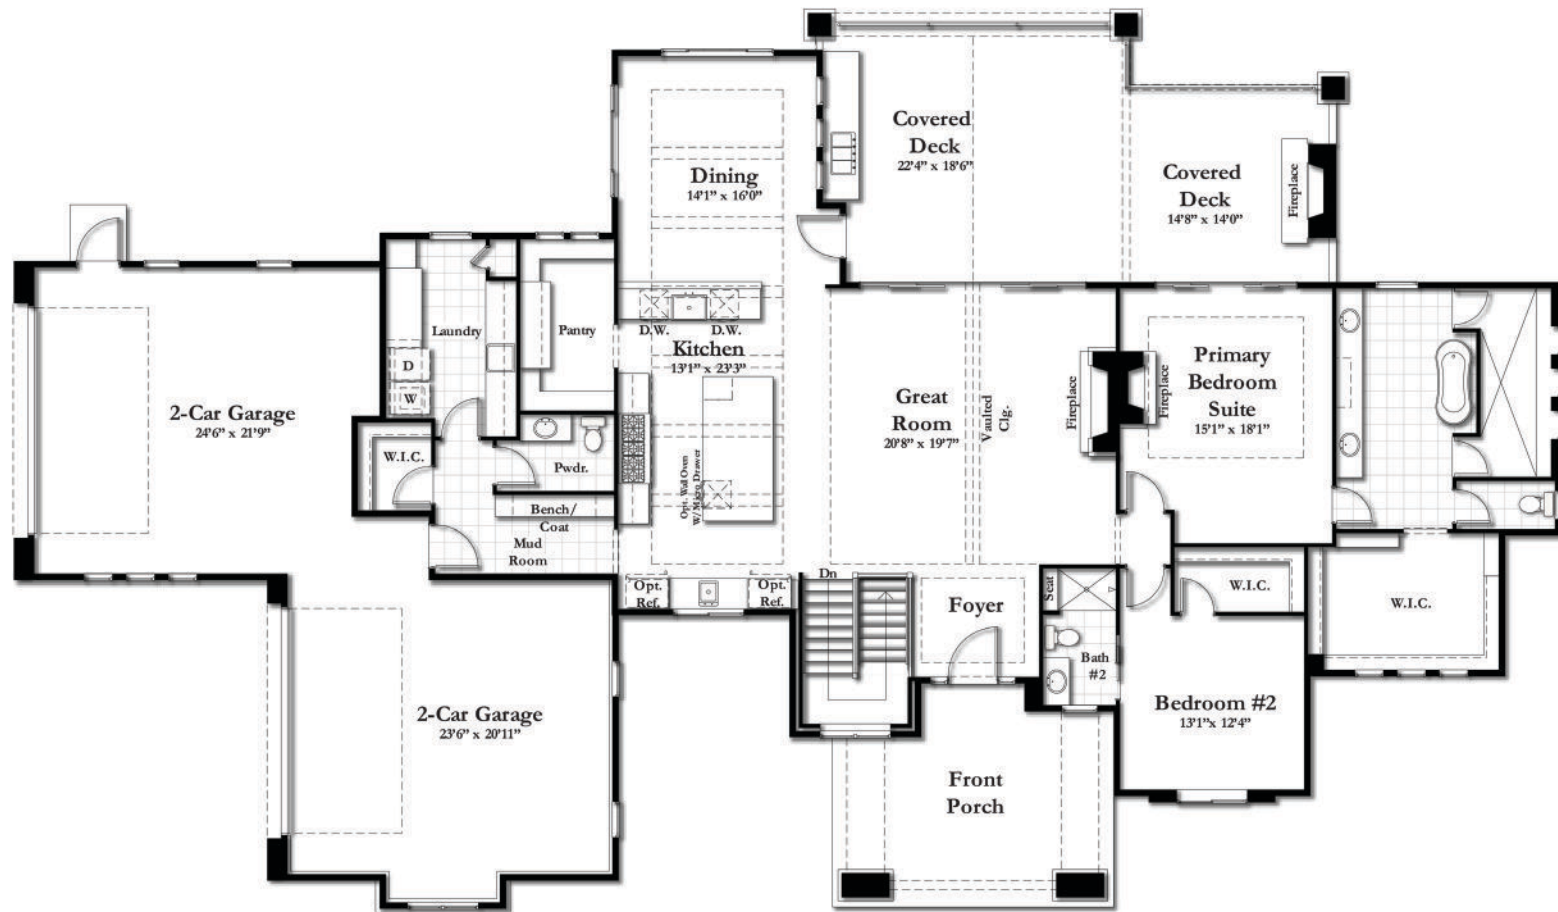 Covered
Deck
22'4" x 18'6"
Covered
Deck
14'8" x 14'0"
Fireplace
Dining
14'1" x 16'0"
Laundry
D
W
Pantry
D.W.
D.W.
Kitchen
13'1" x 23'3"
Opt. Wal Oven
W/Micro Drawer
2-Car Garage
24'6" x 21'9"
W.I.C.
Pwdr.
Bench/
Coat
Mud
Room
Great
Room
20'8" x 19'7"
Vaulted
Clg.
Fireplace
Fireplace
Primary
Bedroom
Suite
15'1" x 18'1"
Opt.
Ref.
Opt.
Ref.
Dn
Foyer
Seat
Bath
#2
W.I.C.
W.I.C.
Bedroom #2
13'1"x 12'4"
2-Car Garage
23'6" x 20'11"
Front
Porch